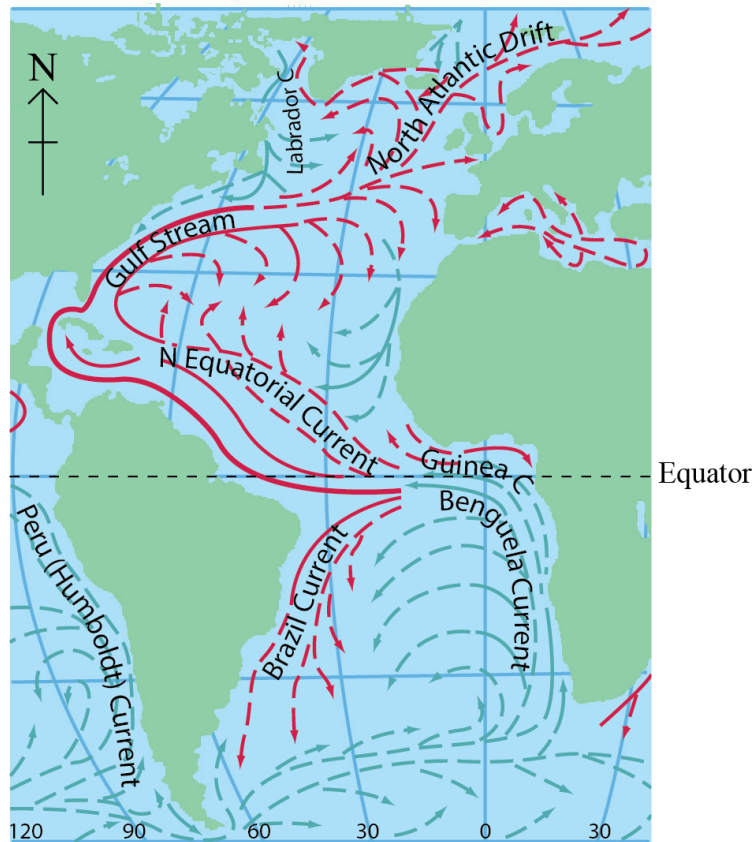 North Atlantic Drift
N
Labrador C
Gulf Stream
N Equatorial Current
Guinea C
Equator
Benguela Current
Peru (Humboldt) Current
Brazil Current
120 90 60 30 0 30